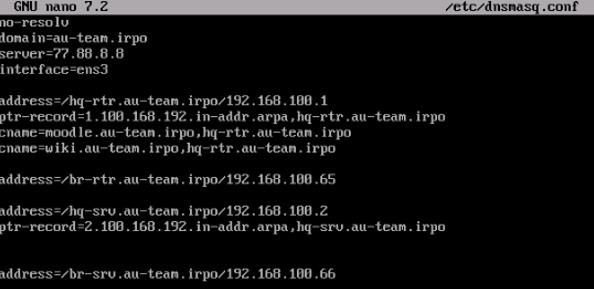 GNU nano 7.2 /etc/dnsmasq.conf
no-resolv
domain=au-team.irpo
server=77.88.8.8
interface=ens3
address=/hq-rtr.au-team.irpo/192.168.100.1
ptr-record=1.100.168.192.in-addr.arpa,hq-rtr.au-team.irpo
cname=moodle.au-team.irpo,hq-rtr.au-team.irpo
cname=wiki.au-team.irpo,hq-rtr.au-team.irpo
address=/br-rtr.au-team.irpo/192.168.100.65
address=/hq-srv.au-team.irpo/192.168.100.2
ptr-record=2.100.168.192.in-addr.arpa,hq-srv.au-team.irpo
address=/br-srv.au-team.irpo/192.168.100.66